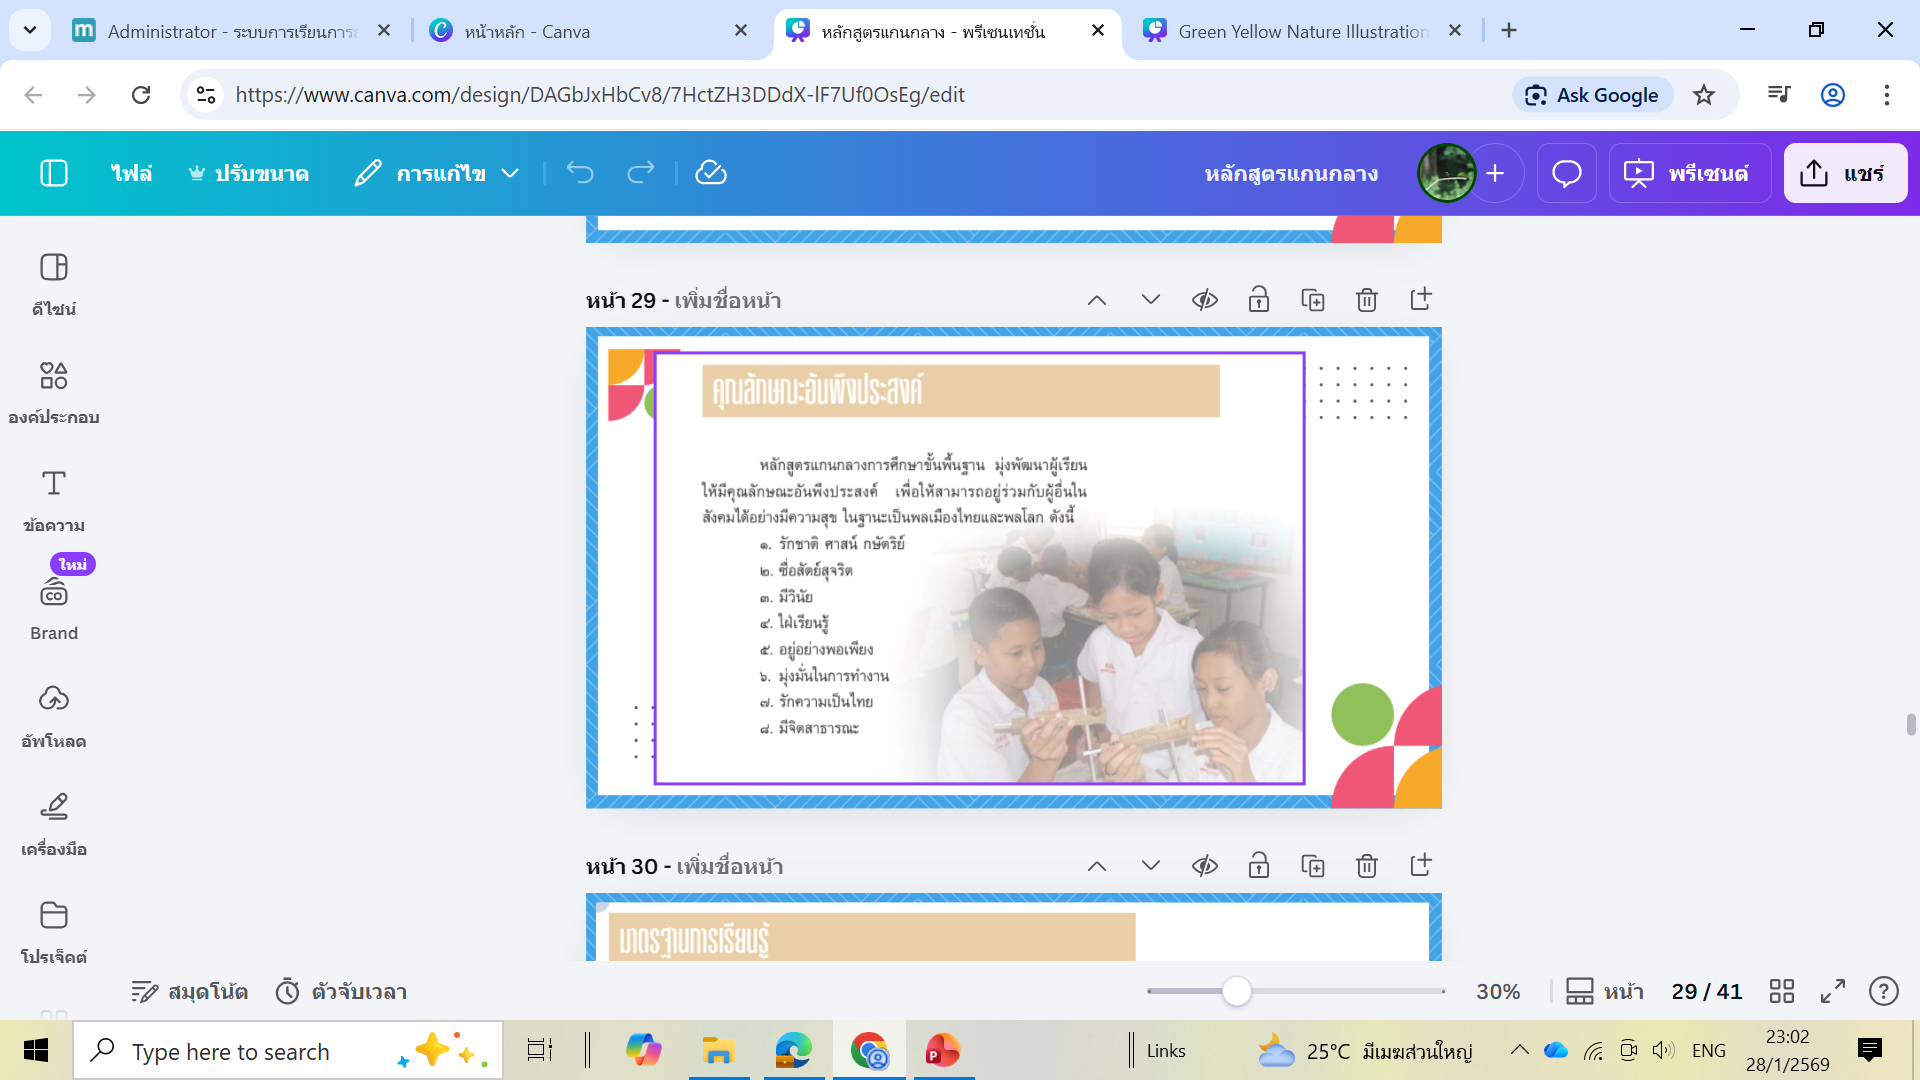 Administrator - ระบบการเรียนการส
หน้าหลัก - Canva
หลักสูตรแกนกลาง - พรีเซนเทชั่น
Green Yellow Nature Illustration
https://www.canva.com/design/DAGbJxHbCv8/7HctZH3DDdX-lF7Uf0OsEg/edit
Ask Google
ไฟล์
ปรับขนาด
การแก้ไข
หลักสูตรแกนกลาง
พรีเซนต์
แชร์
ดีไซน์
องค์ประกอบ
ข้อความ
ใหม่
Brand
อัพโหลด
เครื่องมือ
โปรเจ็คต์
หน้า 29 - เพิ่มชื่อหน้า
คุณลักษณะอันพึงประสงค์
หลักสูตรแกนกลางการศึกษาขั้นพื้นฐาน มุ่งพัฒนาผู้เรียน
ให้มีคุณลักษณะอันพึงประสงค์ เพื่อให้สามารถอยู่ร่วมกับผู้อื่นใน
สังคมได้อย่างมีความสุข ในฐานะเป็นพลเมืองไทยและพลโลก ดังนี้
๑. รักชาติ ศาสน์ กษัตริย์
๒. ซื่อสัตย์สุจริต
๓. มีวินัย
๔. ใฝ่เรียนรู้
๕. อยู่อย่างพอเพียง
๖. มุ่งมั่นในการทำงาน
๗. รักความเป็นไทย
๘. มีจิตสาธารณะ
หน้า 30 - เพิ่มชื่อหน้า
มาตรฐานการเรียนรู้
สมุดโน้ต
ตัวจับเวลา
30%
หน้า
29 / 41
Type here to search
Links
25°C มีเมฆส่วนใหญ่
ENG
23:02
28/1/2569